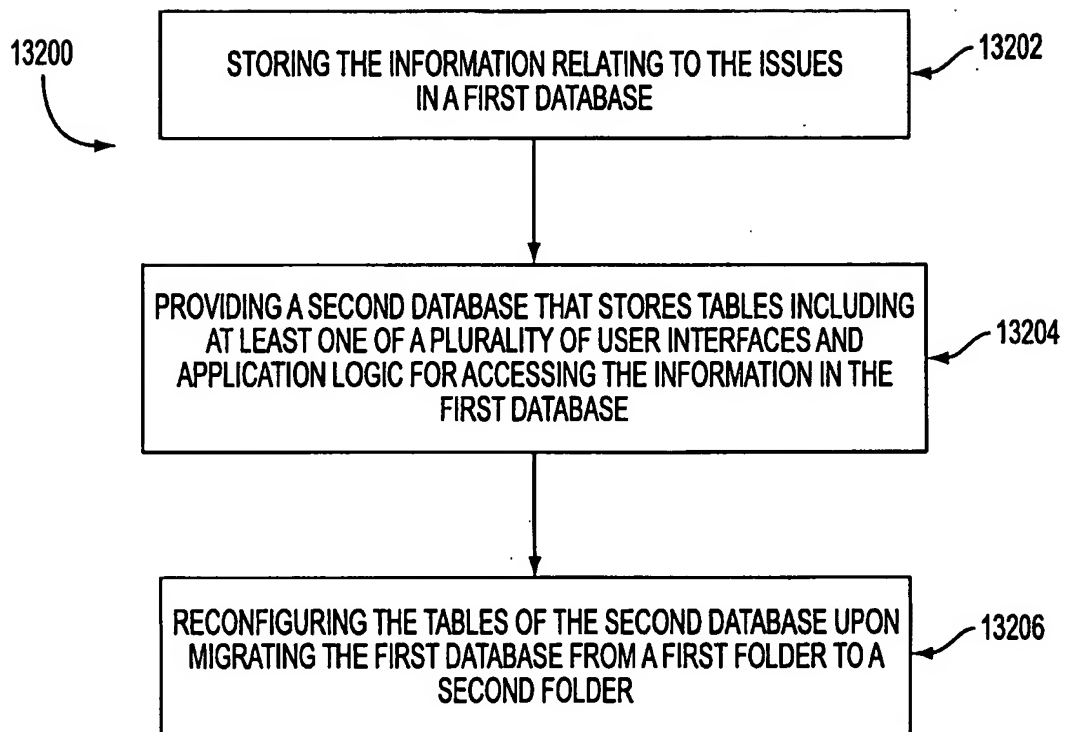 13200
STORING THE INFORMATION RELATING TO THE ISSUES
IN A FIRST DATABASE
13202
PROVIDING A SECOND DATABASE THAT STORES TABLES INCLUDING
AT LEAST ONE OF A PLURALITY OF USER INTERFACES AND
APPLICATION LOGIC FOR ACCESSING THE INFORMATION IN THE
FIRST DATABASE
13204
RECONFIGURING THE TABLES OF THE SECOND DATABASE UPON
MIGRATING THE FIRST DATABASE FROM A FIRST FOLDER TO A
SECOND FOLDER
13206